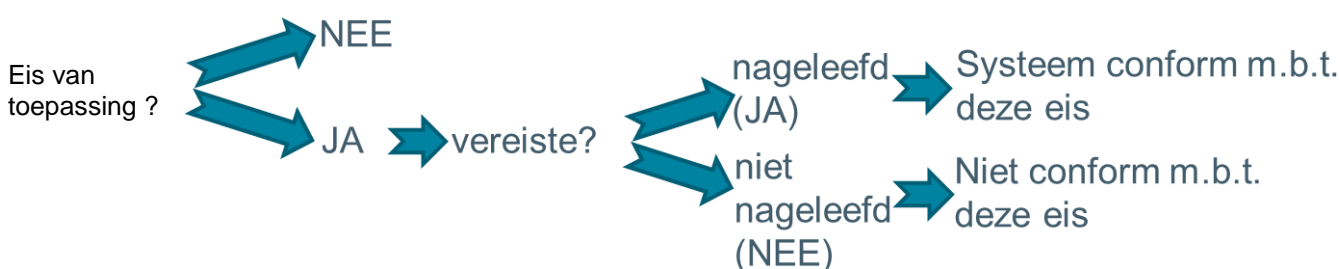 Eis van
toepassing ?
NEE
JA
vereiste?
nageleefd
(JA)
Systeem conform m.b.t.
deze eis
niet
nageleefd
(NEE)
Niet conform m.b.t.
deze eis